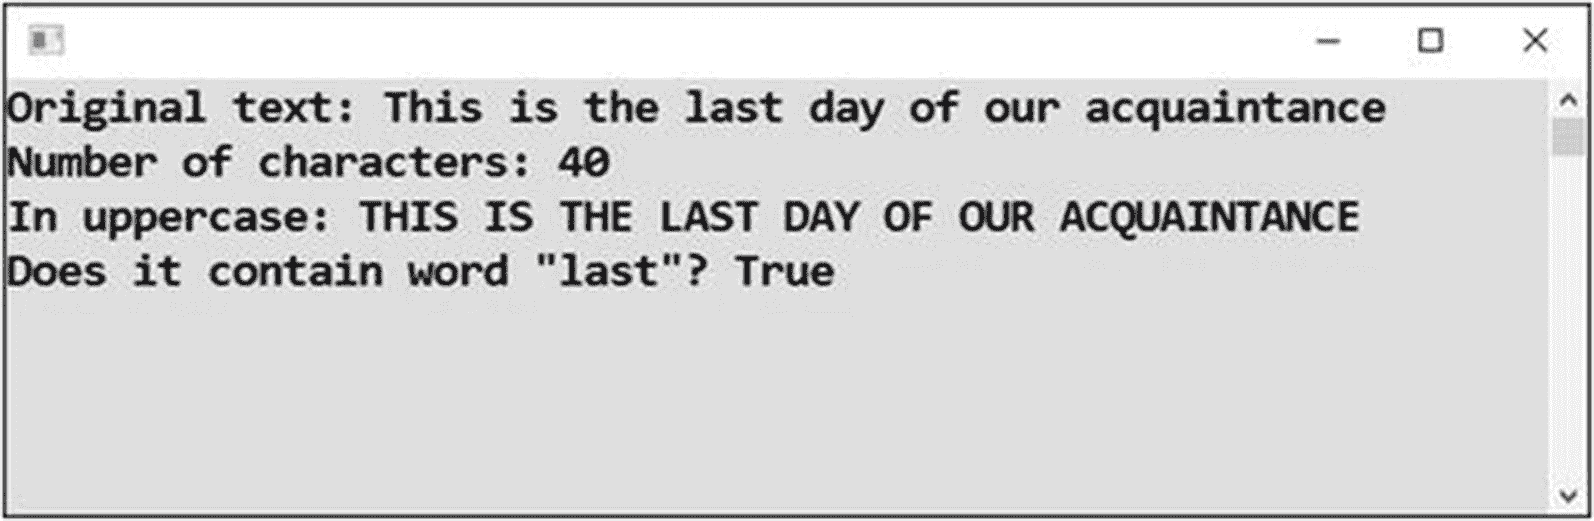 Original text: This is the last day of our acquaintance
Number of characters: 40
In uppercase: THIS IS THE LAST DAY OF OUR ACQUAINTANCE
Does it contain word "last"? True